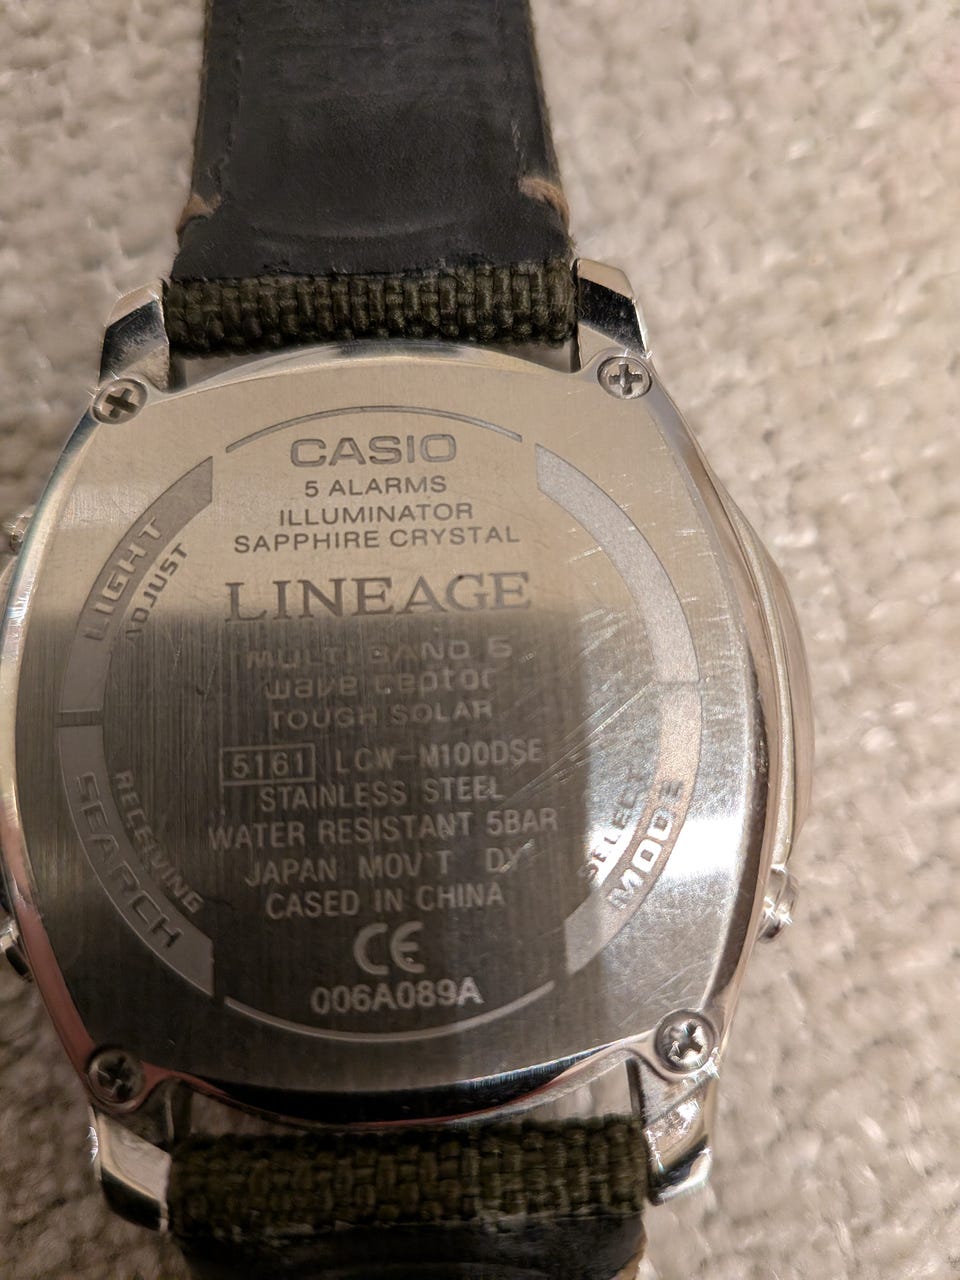 CASIO
5 ALARMS
ILLUMINATOR
SAPPHIRE CRYSTAL
LINEAGE
MULTI BAND 6
wave ceptor
TOUGH SOLAR
5161 LCW-M100DSE
STAINLESS STEEL
WATER RESISTANT 5BAR
JAPAN MOV'T DY
CASED IN CHINA
CE
006A089A
LIGHT
ADJUST
RECEIVING
SEARCH
SELECT
MODE